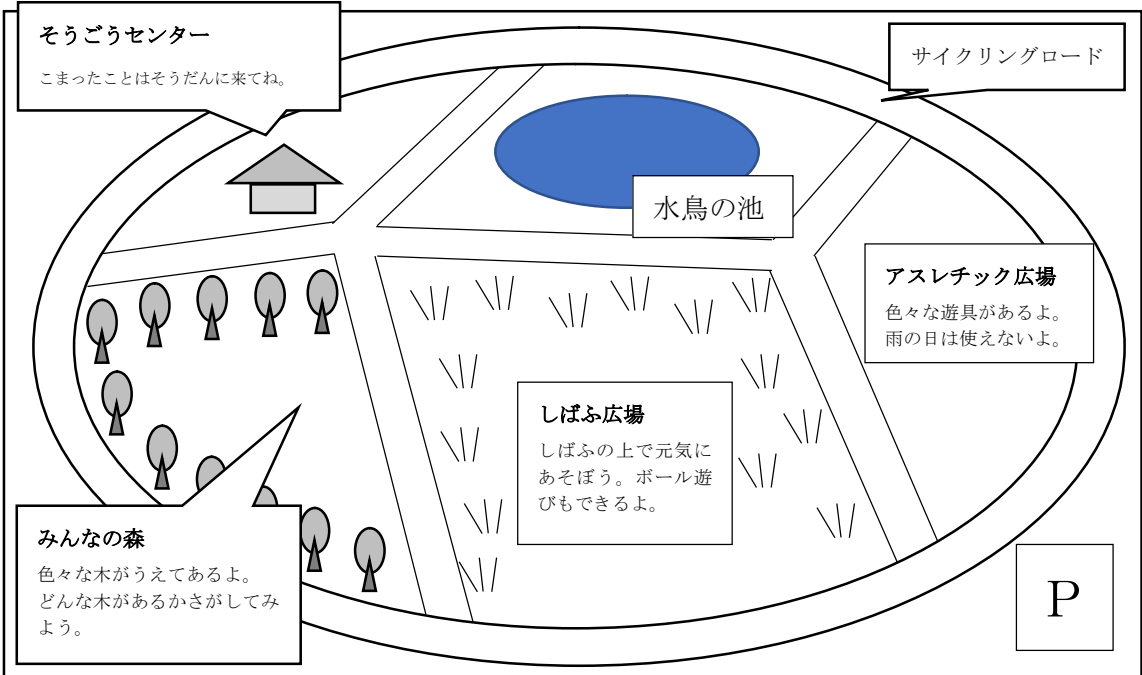 そうごうセンター
こまったことはそうだんに来てね。
サイクリングロード
水鳥の池
アスレチック広場
色々な遊具があるよ。
雨の日は使えないよ。
しばふ広場
しばふの上で元気に
あそぼう。ボール遊
びもできるよ。
みんなの森
色々な木がうえてあるよ。
どんな木があるかさがしてみ
よう。
P